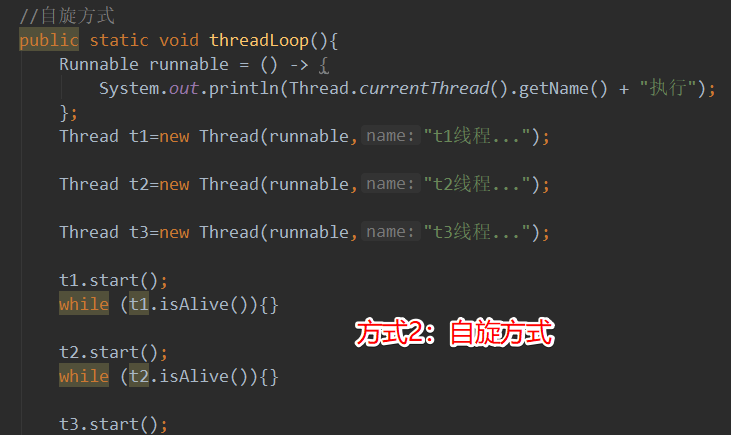 //自旋方式
public static void threadLoop(){
Runnable runnable = () -> {
System.out.println(Thread.currentThread().getName() + "执行");
};
Thread t1=new Thread(runnable, name: "t1线程...");
Thread t2=new Thread(runnable, name: "t2线程...");
Thread t3=new Thread(runnable, name: "t3线程...");
t1.start();
while (t1.isAlive()){}
方式2：自旋方式
t2.start();
while (t2.isAlive()){}
t3.start();